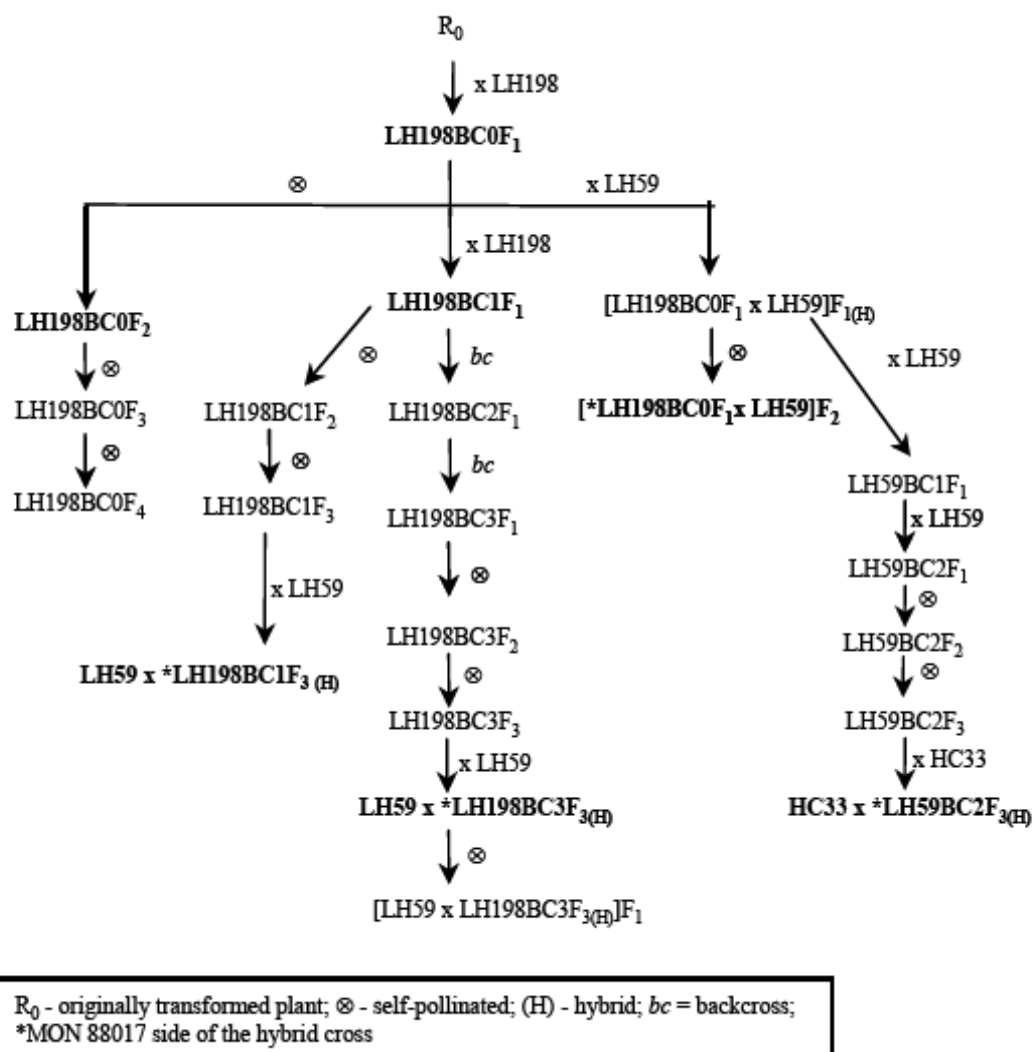 R₀
x LH198
LH198BC0F₁
⊗
x LH59
x LH198
LH198BC0F₂
LH198BC1F₁
[LH198BC0F₁ x LH59]F₁₍H₎
⊗
⊗
bc
⊗
x LH59
LH198BC0F₃
LH198BC1F₂
LH198BC2F₁
[*LH198BC0F₁x LH59]F₂
⊗
⊗
bc
LH198BC0F₄
LH198BC1F₃
LH198BC3F₁
LH59BC1F₁
x LH59
x LH59
⊗
LH59BC2F₁
⊗
LH198BC3F₂
LH59BC2F₂
LH59 x *LH198BC1F₃ ₍H₎
⊗
⊗
LH198BC3F₃
LH59BC2F₃
x LH59
x HC33
LH59 x *LH198BC3F₃₍H₎
HC33 x *LH59BC2F₃₍H₎
⊗
[LH59 x LH198BC3F₃₍H₎]F₁
R₀ - originally transformed plant; ⊗ - self-pollinated; (H) - hybrid; bc = backcross;
*MON 88017 side of the hybrid cross